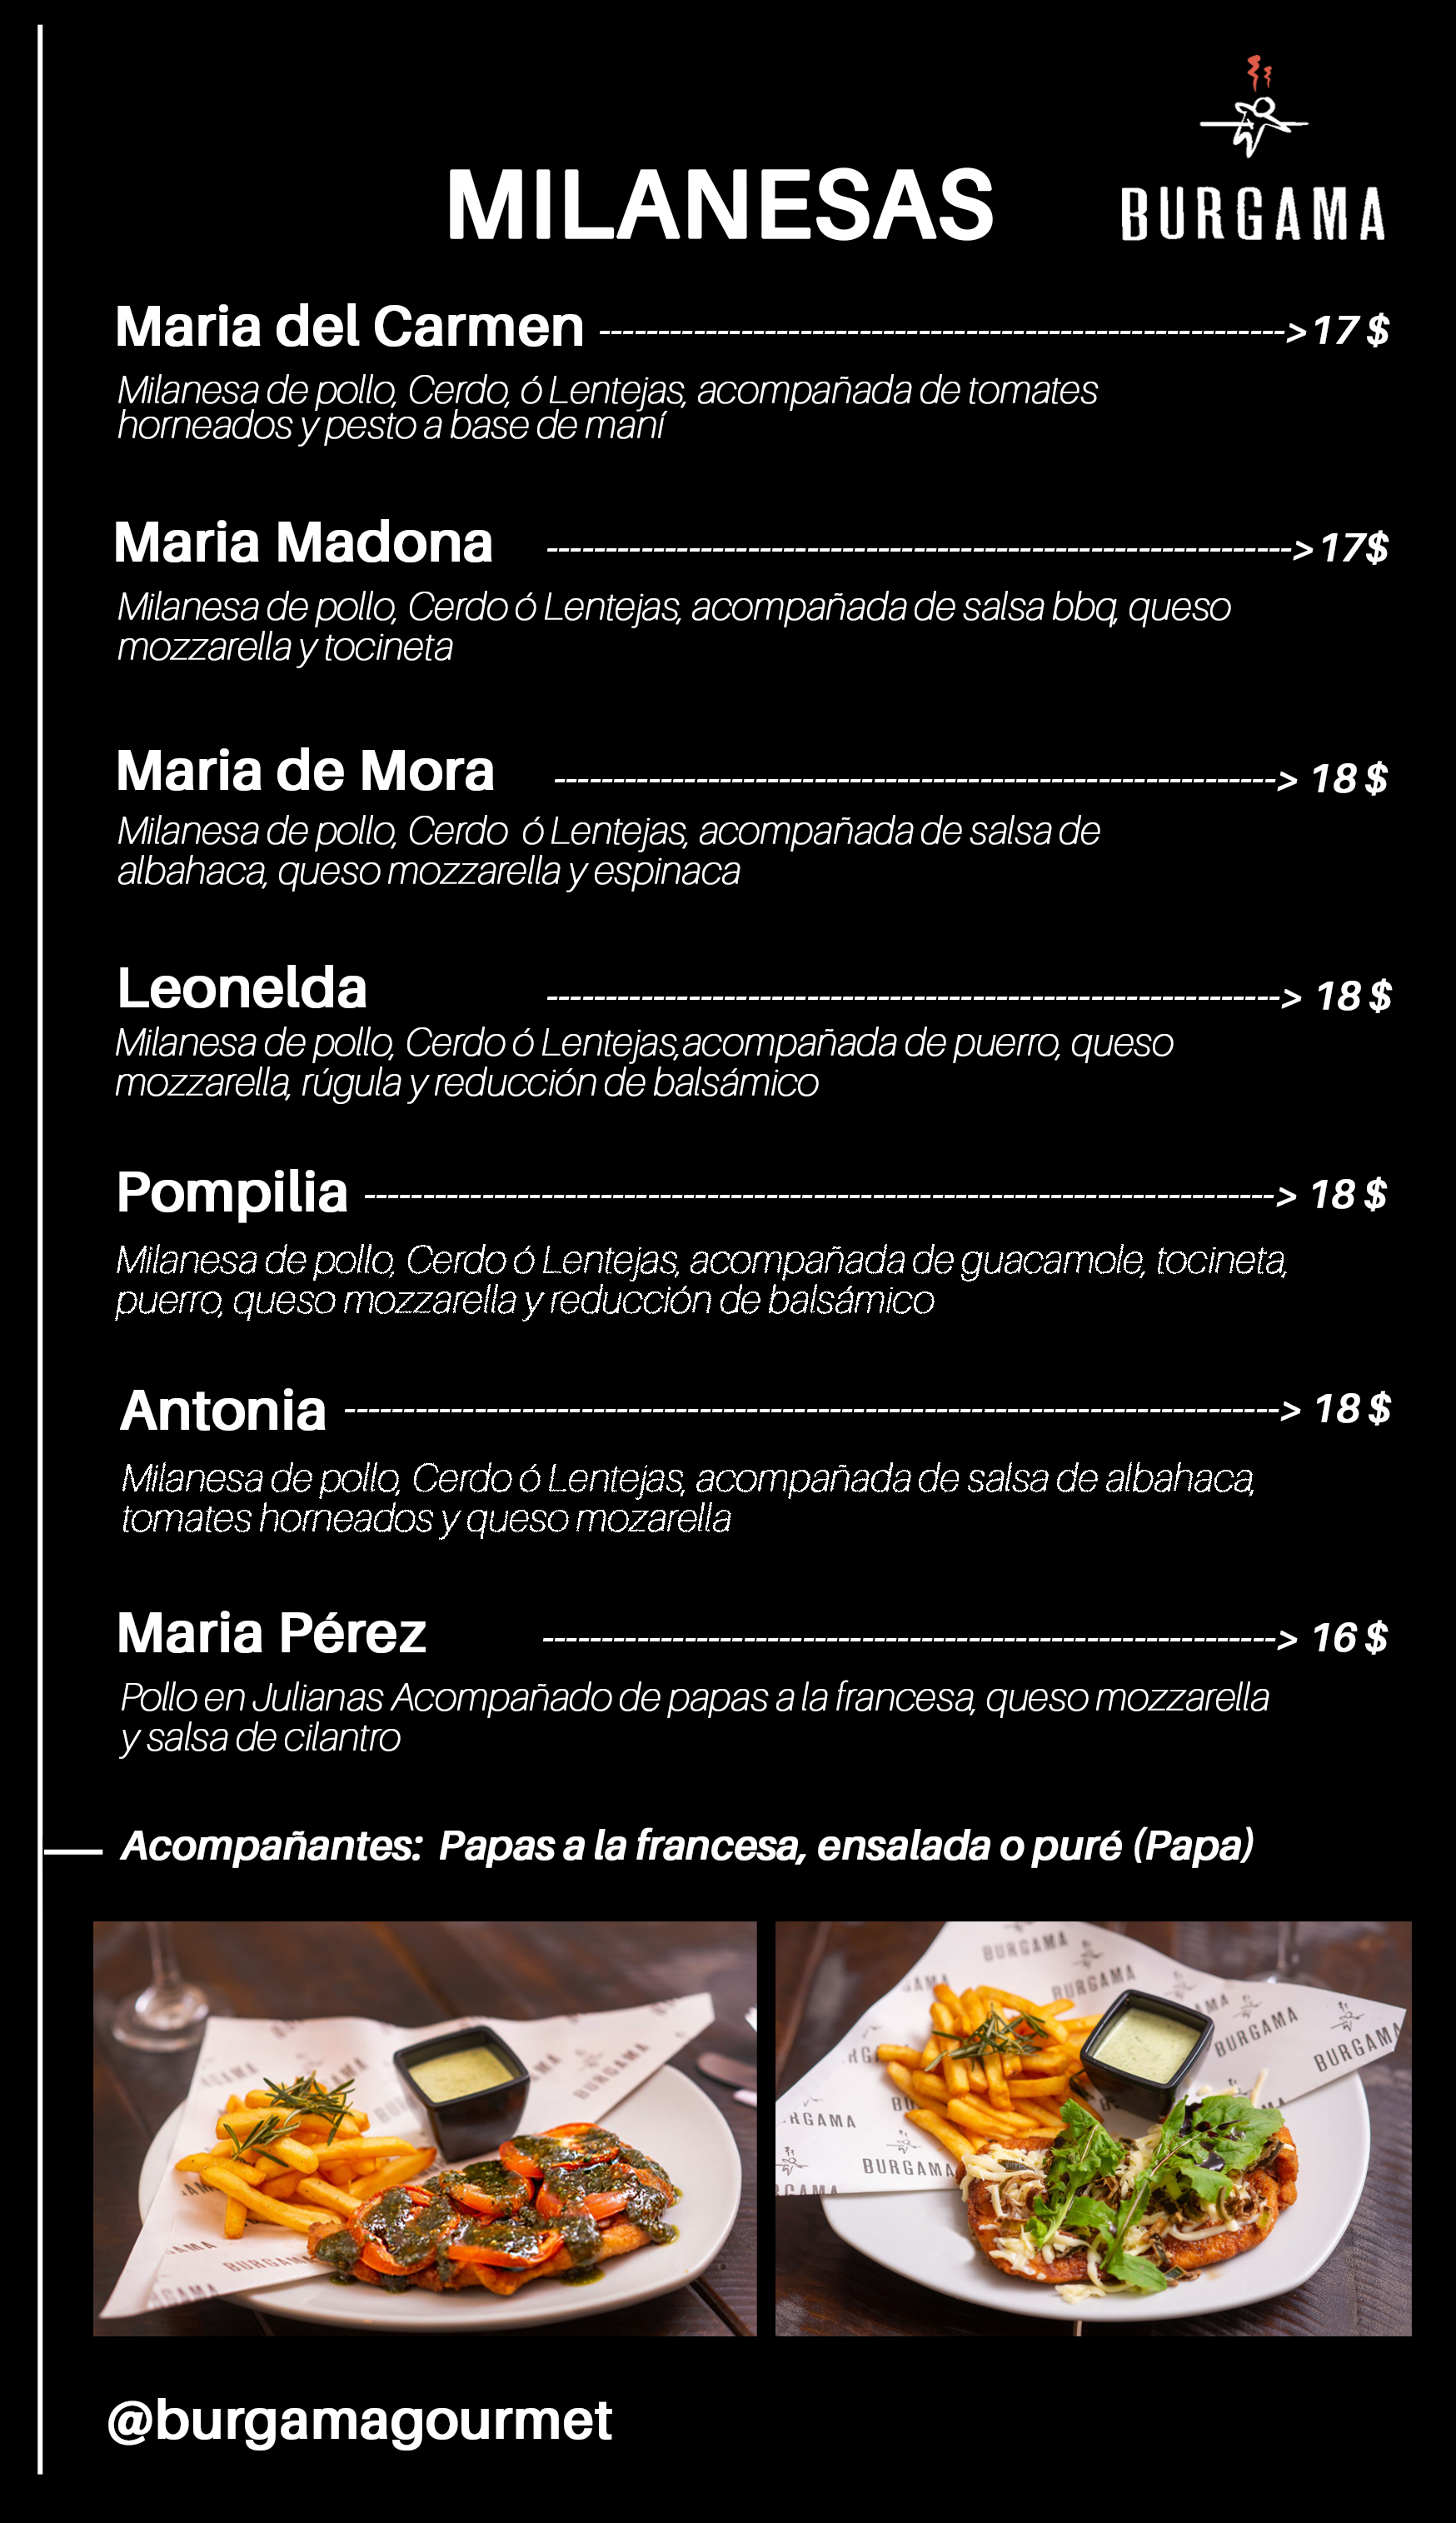 MILANESAS
BURGAMA
Maria del Carmen ---------------------------------------------------------->17 $
Milanesa de pollo, Cerdo, ó Lentejas, acompañada de tomates
horneados y pesto a base de maní
Maria Madona --------------------------------------------------------------->17$
Milanesa de pollo, Cerdo ó Lentejas, acompañada de salsa bbq, queso
mozzarella y tocineta
Maria de Mora -------------------------------------------------------------> 18 $
Milanesa de pollo, Cerdo  ó Lentejas, acompañada de salsa de
albahaca, queso mozzarella y espinaca
Leonelda --------------------------------------------------------------> 18 $
Milanesa de pollo, Cerdo ó Lentejas,acompañada de puerro, queso
mozzarella, rúgula y reducción de balsámico
Pompilia -----------------------------------------------------------------------------> 18 $
Milanesa de pollo, Cerdo ó Lentejas, acompañada de guacamole, tocineta,
puerro, queso mozzarella y reducción de balsámico
Antonia -------------------------------------------------------------------------------> 18 $
Milanesa de pollo, Cerdo ó Lentejas, acompañada de salsa de albahaca,
tomates horneados y queso mozarella
Maria Pérez --------------------------------------------------------------> 16 $
Pollo en Julianas Acompañado de papas a la francesa, queso mozzarella
y salsa de cilantro
Acompañantes:  Papas a la francesa, ensalada o puré (Papa)
BURGAMA
BURGAMA
BURGAMA
BURGAMA
BURGAMA
BURGAMA
@burgamagourmet